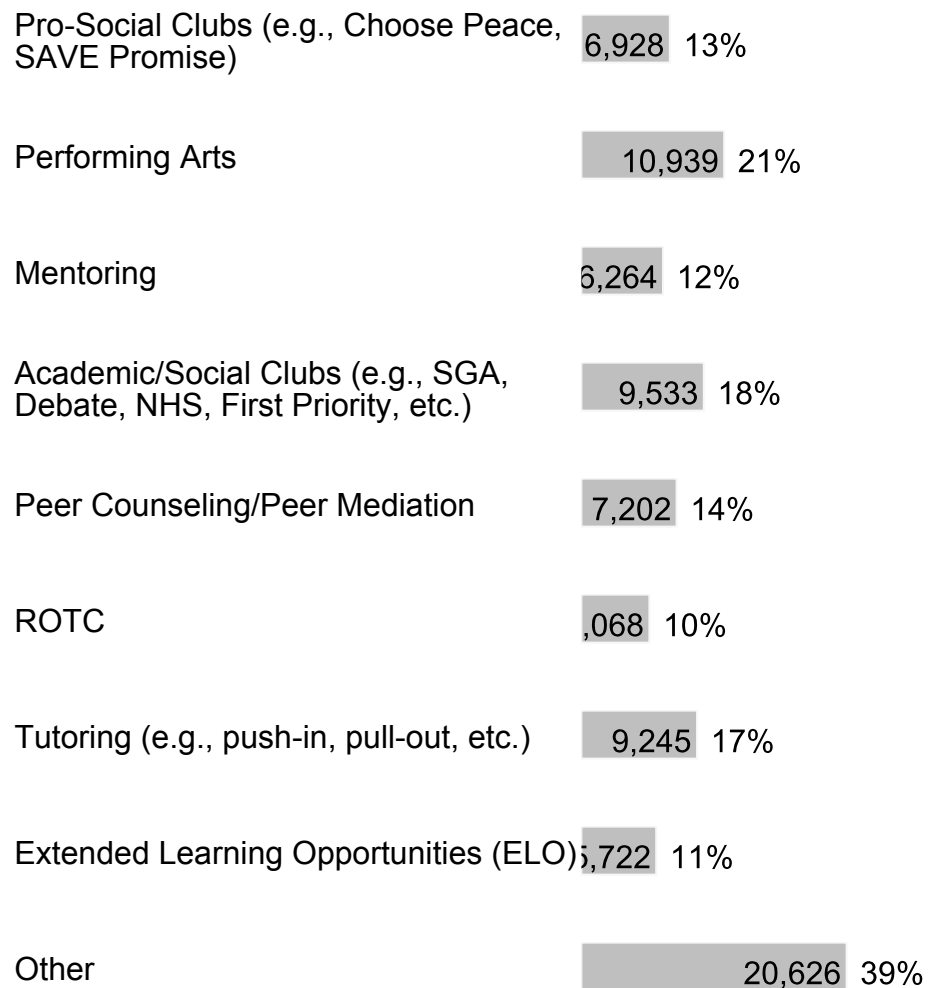 Pro-Social Clubs (e.g., Choose Peace,
SAVE Promise)
6,928 13%
Performing Arts
10,939 21%
Mentoring
6,264 12%
Academic/Social Clubs (e.g., SGA,
Debate, NHS, First Priority, etc.)
9,533 18%
Peer Counseling/Peer Mediation
7,202 14%
ROTC
,068 10%
Tutoring (e.g., push-in, pull-out, etc.)
9,245 17%
Extended Learning Opportunities (ELO)
5,722 11%
Other
20,626 39%